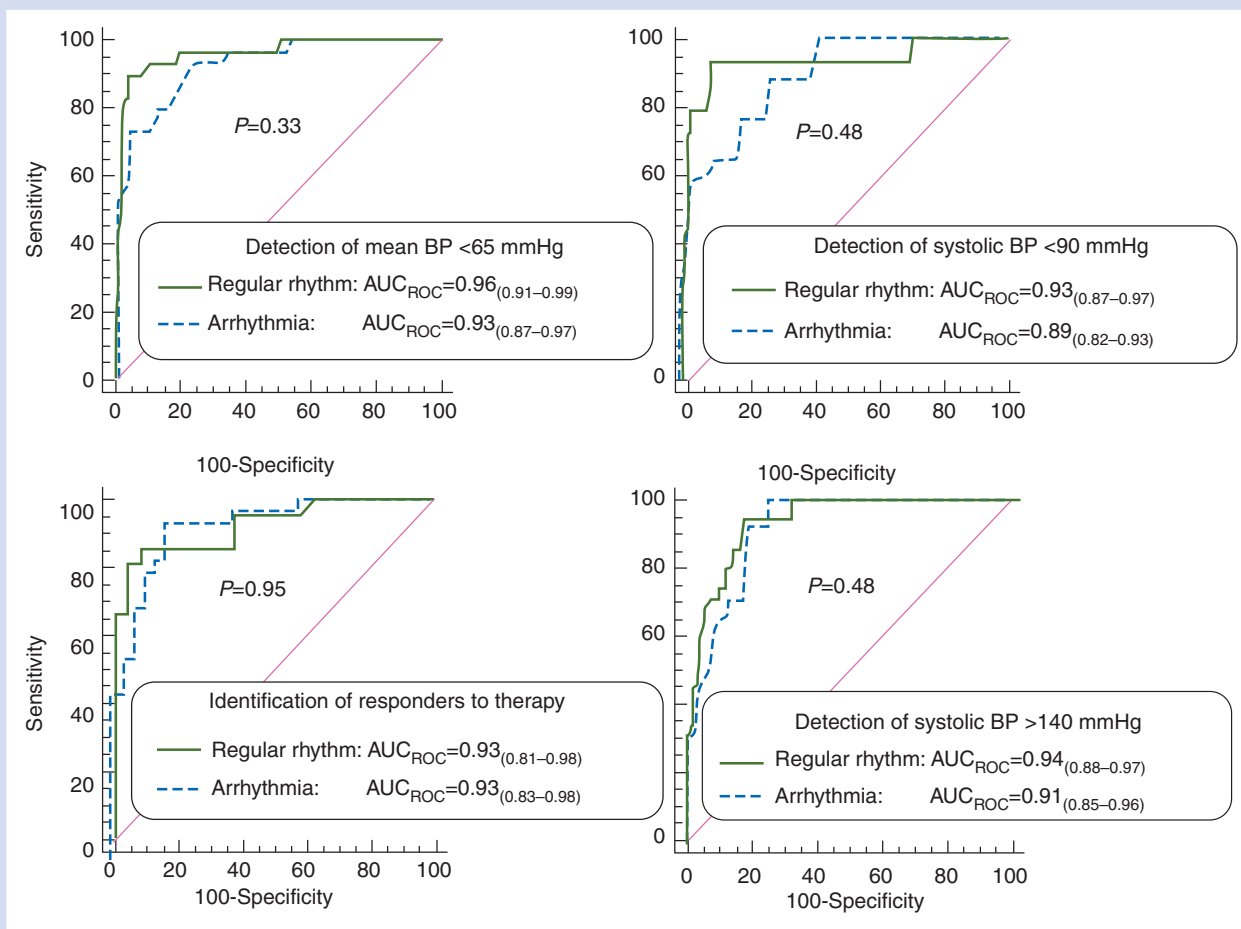 100
80
60
40
20
0
Sensitivity
P=0.33
Detection of mean BP <65 mmHg
Regular rhythm: AUCROC=0.96(0.91–0.99)
Arrhythmia: AUCROC=0.93(0.87–0.97)
0 20 40 60 80 100
100-Specificity
100
80
60
40
20
0
P=0.48
Detection of systolic BP <90 mmHg
Regular rhythm: AUCROC=0.93(0.87–0.97)
Arrhythmia: AUCROC=0.89(0.82–0.93)
0 20 40 60 80 100
100-Specificity
100
80
60
40
20
0
Sensitivity
P=0.95
Identification of responders to therapy
Regular rhythm: AUCROC=0.93(0.81–0.98)
Arrhythmia: AUCROC=0.93(0.83–0.98)
0 20 40 60 80 100
100-Specificity
100
80
60
40
20
0
P=0.48
Detection of systolic BP >140 mmHg
Regular rhythm: AUCROC=0.94(0.88–0.97)
Arrhythmia: AUCROC=0.91(0.85–0.96)
0 20 40 60 80 100
100-Specificity